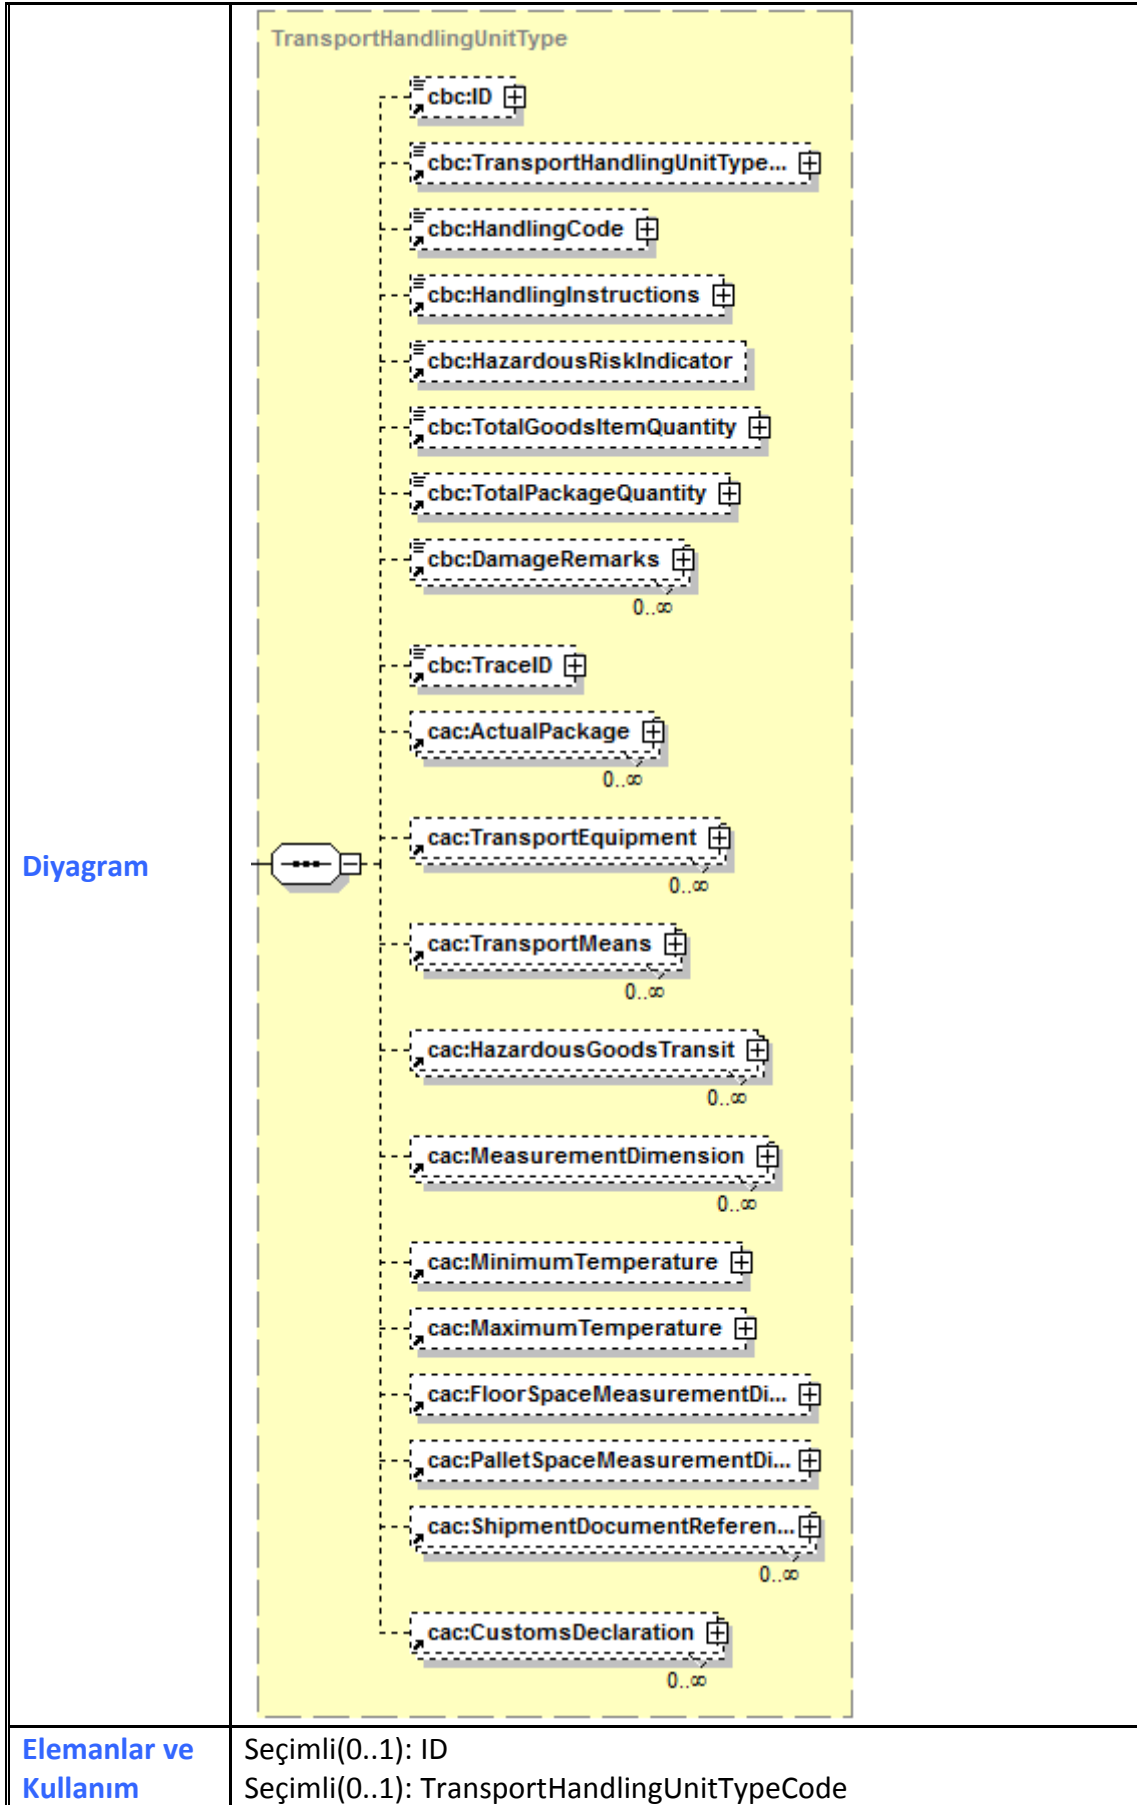 TransportHandlingUnitType
cbc:ID
cbc:TransportHandlingUnitType...
cbc:HandlingCode
cbc:HandlingInstructions
cbc:HazardousRiskIndicator
cbc:TotalGoodsItemQuantity
cbc:TotalPackageQuantity
cbc:DamageRemarks
0..∞
cbc:TraceID
cac:ActualPackage
0..∞
cac:TransportEquipment
0..∞
Diyagram
cac:TransportMeans
0..∞
cac:HazardousGoodsTransit
0..∞
cac:MeasurementDimension
0..∞
cac:MinimumTemperature
cac:MaximumTemperature
cac:FloorSpaceMeasurementDi...
cac:PalletSpaceMeasurementDi...
cac:ShipmentDocumentReferen...
0..∞
cac:CustomsDeclaration
0..∞
Elemanlar ve
Kullanım
Seçimli(0..1): ID
Seçimli(0..1): TransportHandlingUnitTypeCode